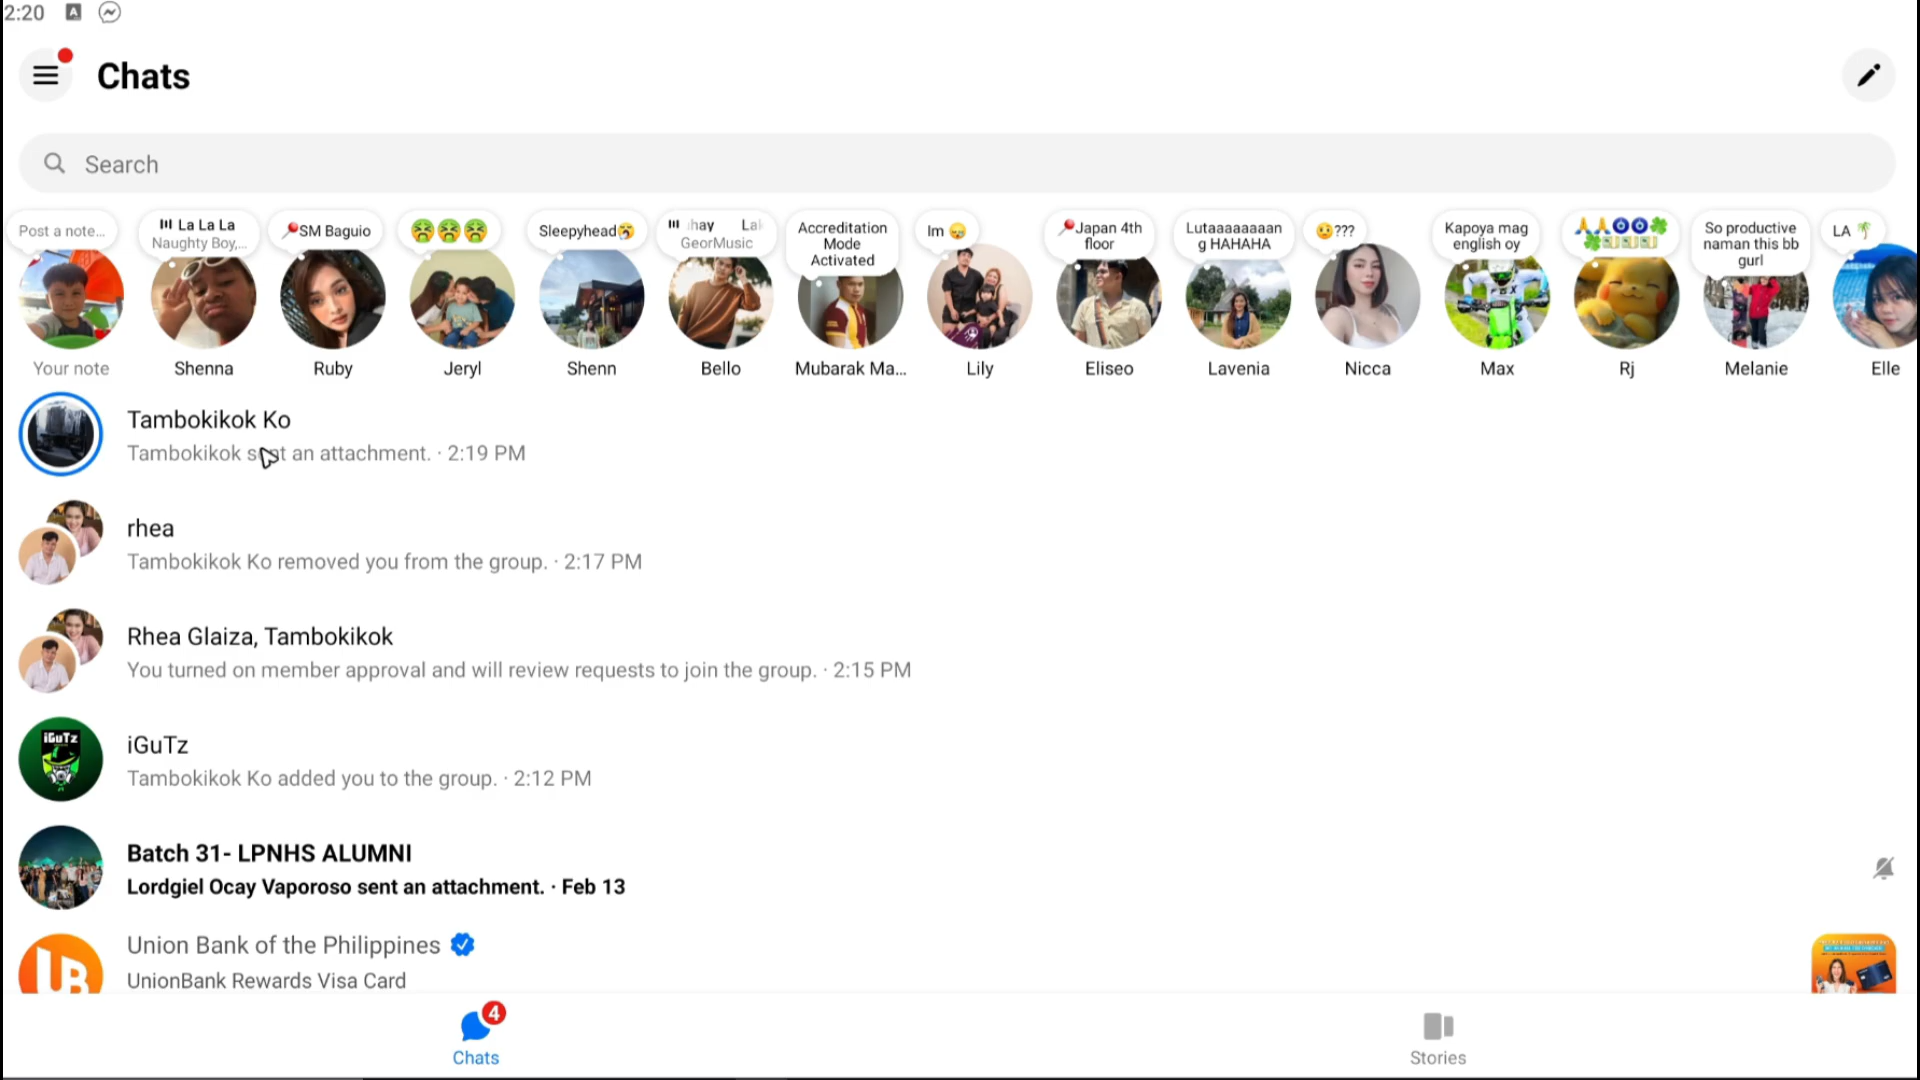 2:20
Chats
Search
Post a note...
La La La
Naughty Boy,...
SM Baguio
Sleepyhead
hay Lal
GeorMusic
Accreditation
Mode
Activated
Im
Japan 4th
floor
Lutaaaaaaaan
g HAHAHA
???
Kapoya mag
english oy
So productive
naman this bb
gurl
LA
Your note
Shenna
Ruby
Jeryl
Shenn
Bello
Mubarak Ma...
Lily
Eliseo
Lavenia
Nicca
Max
Rj
Melanie
Elle
Tambokikok Ko
Tambokikok sent an attachment. · 2:19 PM
rhea
Tambokikok Ko removed you from the group. · 2:17 PM
Rhea Glaiza, Tambokikok
You turned on member approval and will review requests to join the group. · 2:15 PM
iGuTz
iGuTz
Tambokikok Ko added you to the group. · 2:12 PM
Batch 31- LPNHS ALUMNI
Lordgiel Ocay Vaporoso sent an attachment. · Feb 13
Union Bank of the Philippines
UnionBank Rewards Visa Card
4
Chats
Stories